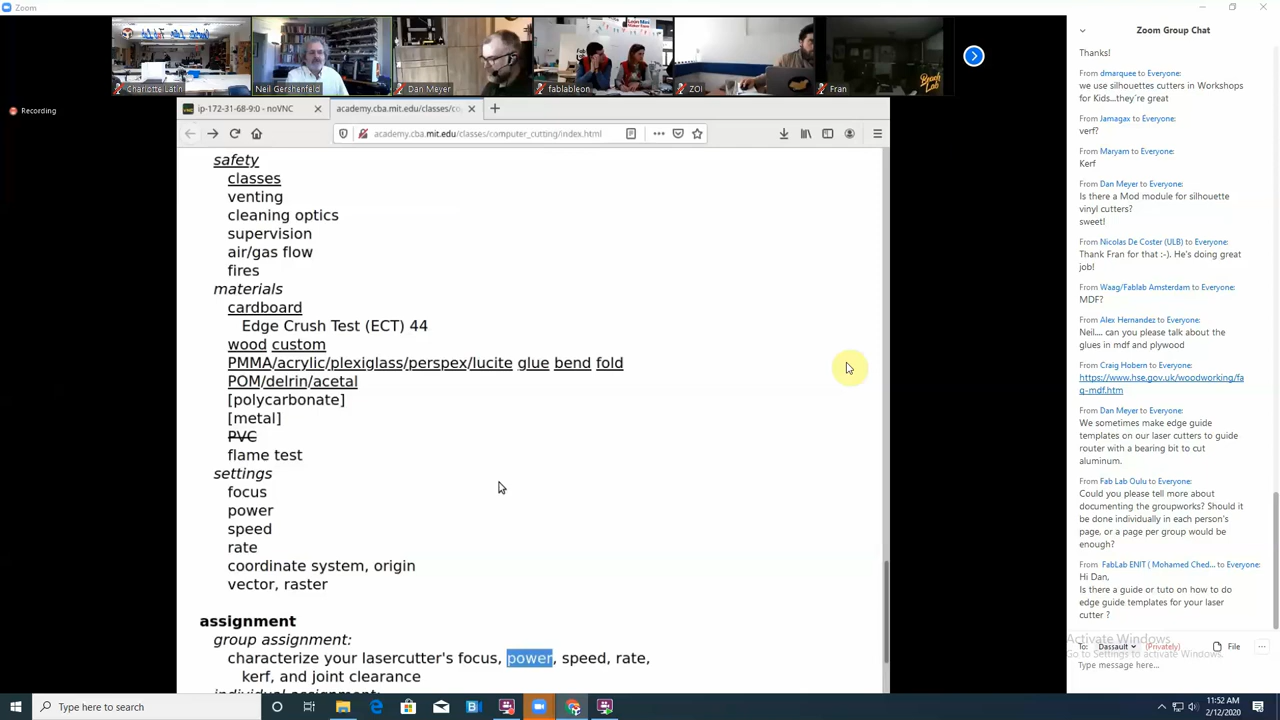 Zoom
Charlotte Latin
Neil Gershenfeld
Dan Meyer
fablableon
ZOI
Fran
Beach Lab
Recording
ip-172-31-68-9:0 - noVNC
academy.cba.mit.edu/classes/co
academy.cba.mit.edu/classes/computer_cutting/index.html
safety
classes
venting
cleaning optics
supervision
air/gas flow
fires
materials
cardboard
Edge Crush Test (ECT) 44
wood custom
PMMA/acrylic/plexiglass/perspex/lucite glue bend fold
POM/delrin/acetal
[polycarbonate]
[metal]
PVC
flame test
settings
focus
power
speed
rate
coordinate system, origin
vector, raster
assignment
group assignment:
characterize your lasercutter's focus, power, speed, rate,
kerf, and joint clearance
individual assignment:
Zoom Group Chat
Thanks!
From dmarquee to Everyone:
we use silhouettes cutters in Workshops
for Kids...they´re great
From Jamagax to Everyone:
verf?
From Maryam to Everyone:
Kerf
From Dan Meyer to Everyone:
Is there a Mod module for silhouette
vinyl cutters?
sweet!
From Nicolas De Coster (ULB) to Everyone:
Thank Fran for that :-). He's doing great
job!
From Waag/Fablab Amsterdam to Everyone:
MDF?
From Alex Hernandez to Everyone:
Neil.... can you please talk about the
glues in mdf and plywood
From Craig Hobern to Everyone:
https://www.hse.gov.uk/woodworking/fa
q-mdf.htm
From Dan Meyer to Everyone:
We sometimes make edge guide
templates on our laser cutters to guide
router with a bearing bit to cut
aluminum.
From Fab Lab Oulu to Everyone:
Could you please tell more about
documenting the groupworks? Should it
be done individually in each person's
page, or a page per group would be
enough?
From FabLab ENIT ( Mohamed Ched... to Everyone:
Hi Dan,
Is there a guide or tuto on how to do
edge guide templates for your laser
cutter ?
Activate Windows
Go to Settings to activate Windows.
To: Dassault (Privately) File
Type message here...
Type here to search
11:52 AM
2/12/2020